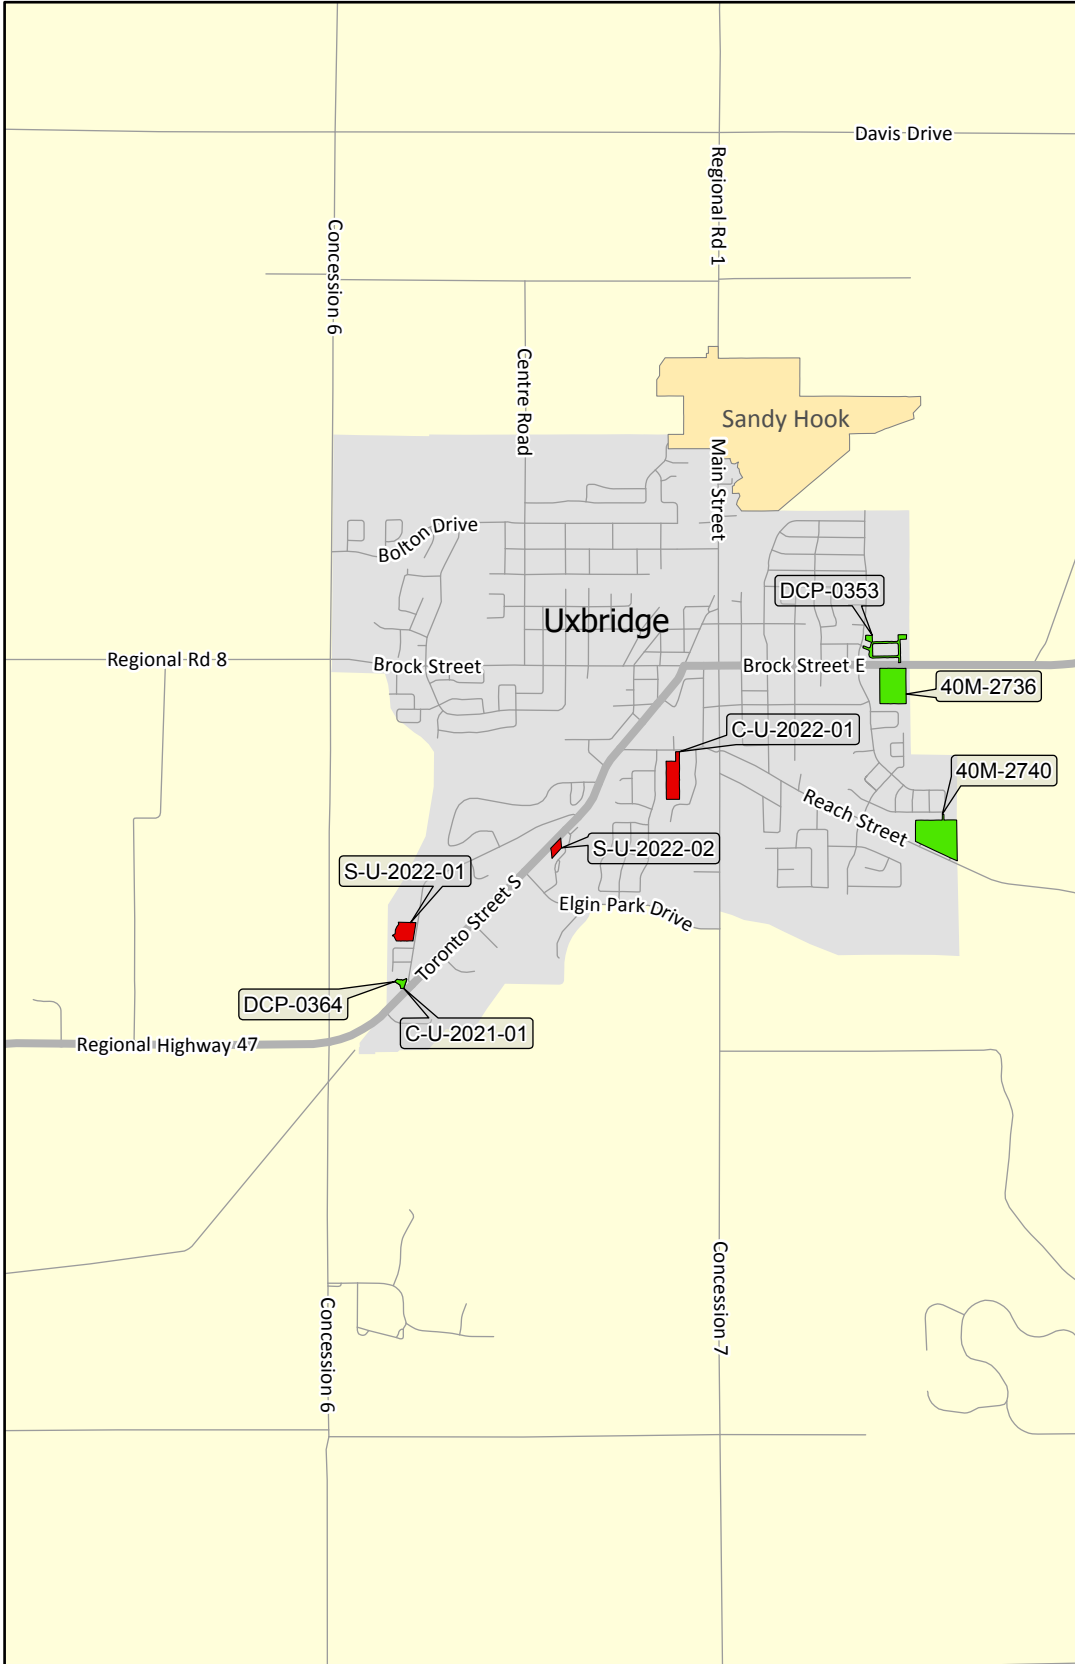 Davis Drive
Regional Rd 1
Concession 6
Centre Road
Sandy Hook
Main Street
Bolton Drive
DCP-0353
Uxbridge
Regional Rd 8
Brock Street
Brock Street E
40M-2736
C-U-2022-01
40M-2740
Reach Street
S-U-2022-02
S-U-2022-01
Toronto Street S
Elgin Park Drive
DCP-0364
C-U-2021-01
Regional Highway 47
Concession 7
Concession 6